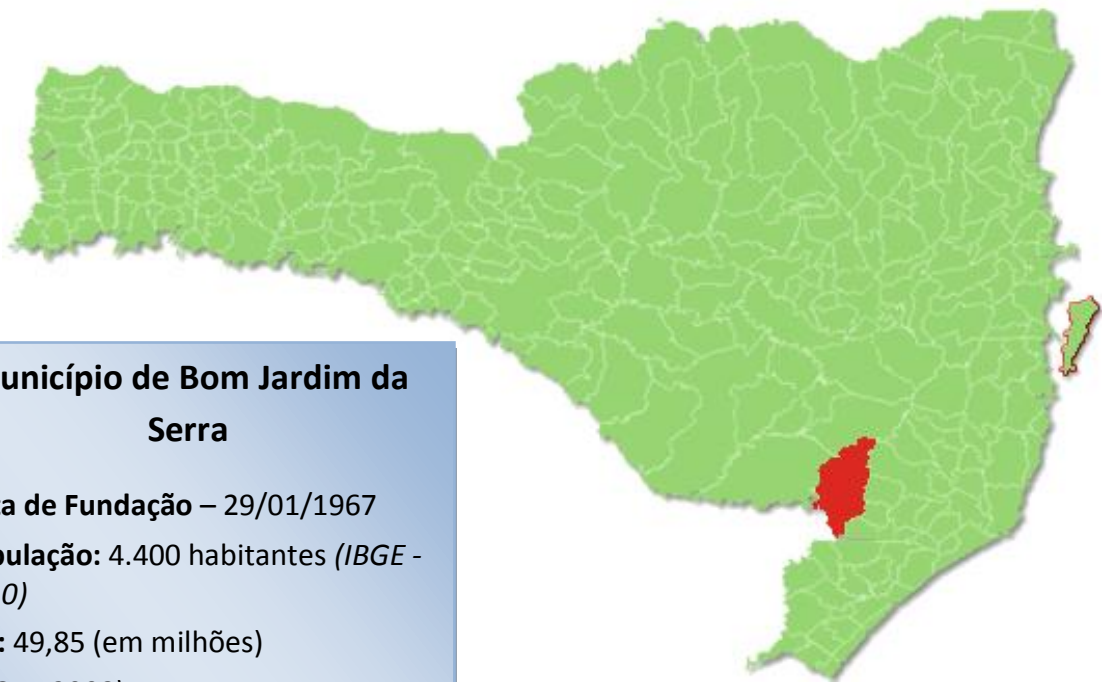 unicípio de Bom Jardim da
Serra
a de Fundação – 29/01/1967
pulação: 4.400 habitantes (IBGE -
0)
: 49,85 (em milhões)